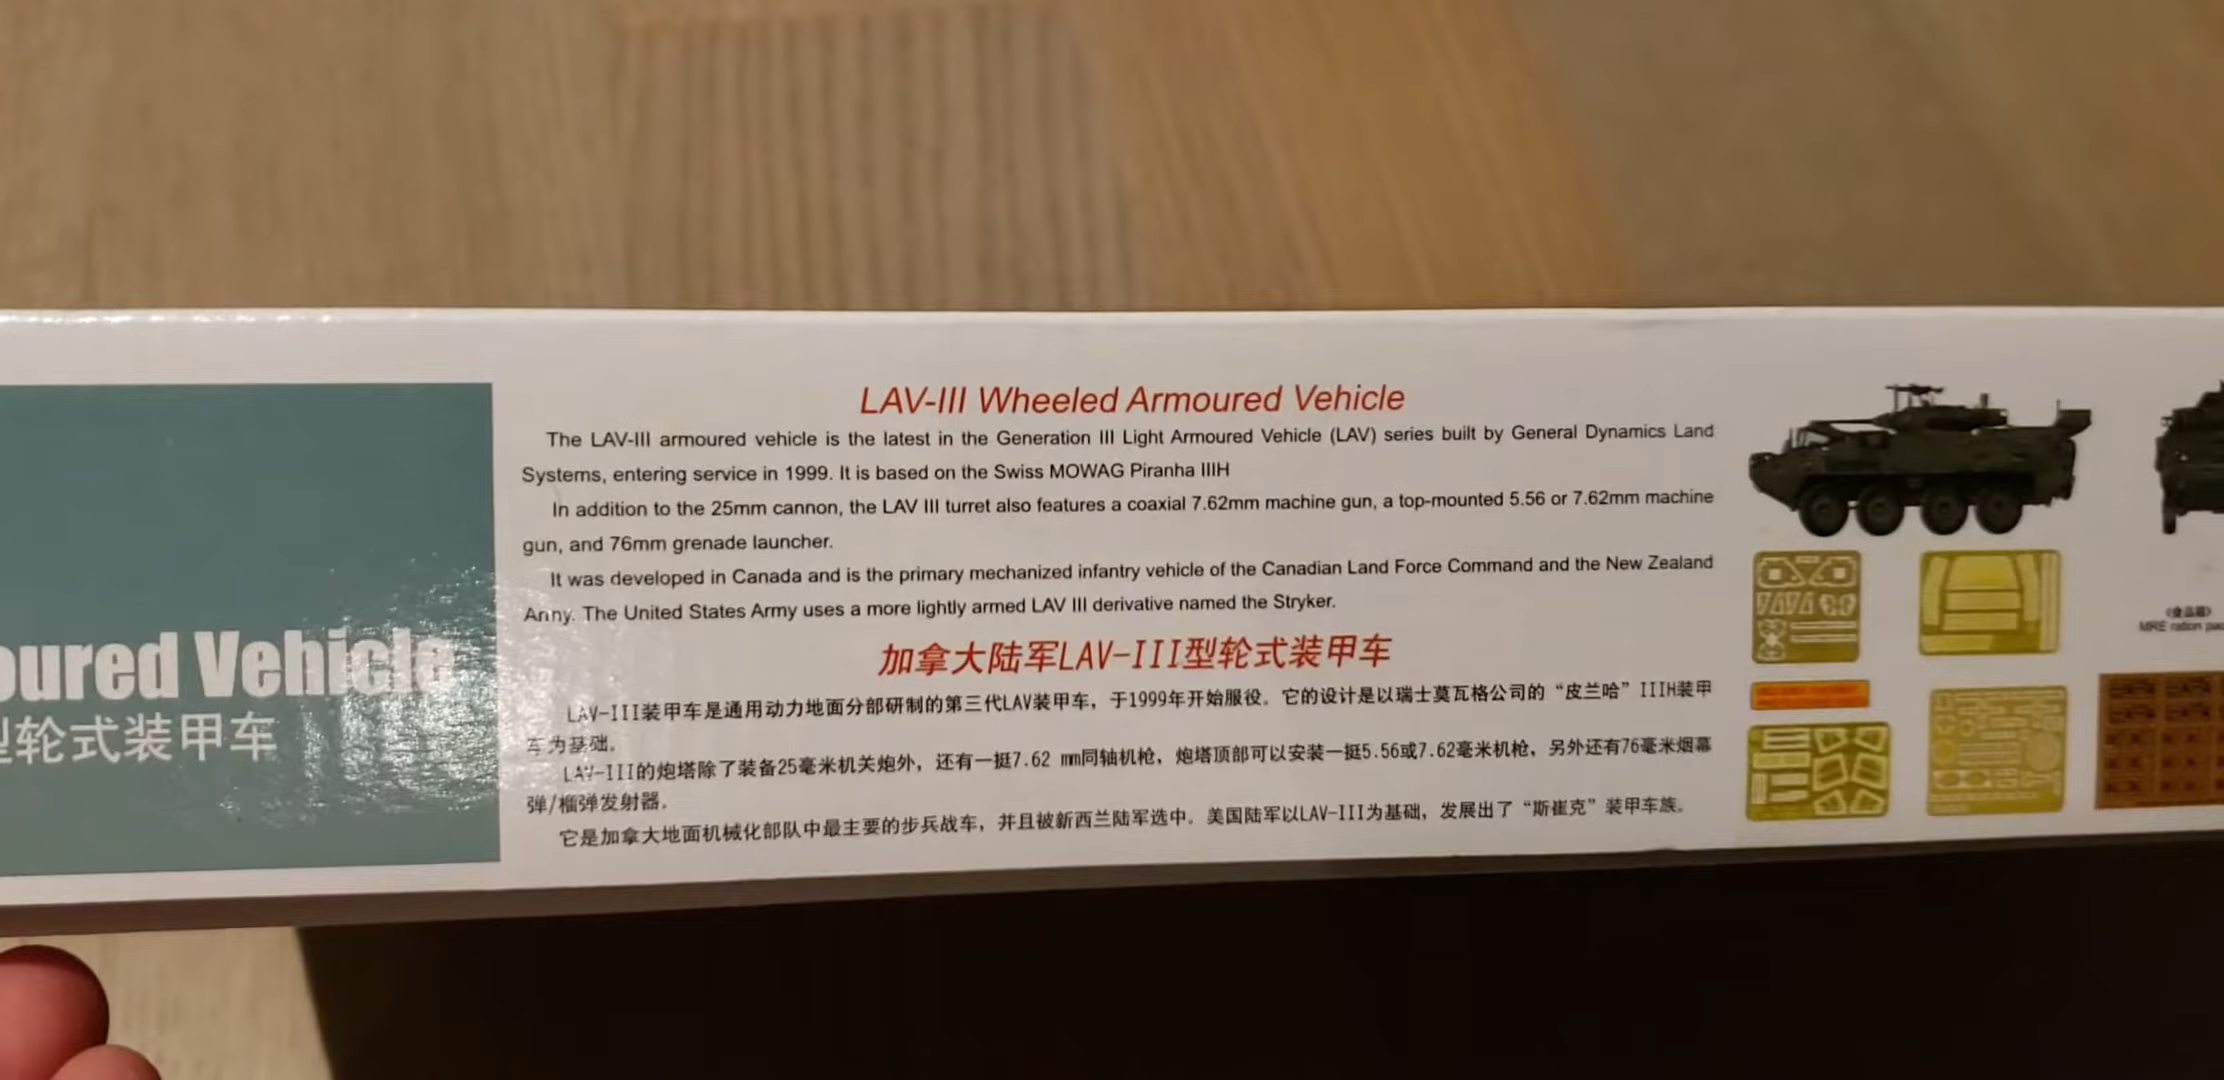 LAV-III Wheeled Armoured Vehicle
The LAV-III armoured vehicle is the latest in the Generation III Light Armoured Vehicle (LAV) series built by General Dynamics Land
Systems, entering service in 1999. It is based on the Swiss MOWAG Piranha IIIH
In addition to the 25mm cannon, the LAV III turret also features a coaxial 7.62mm machine gun, a top-mounted 5.56 or 7.62mm machine
gun, and 76mm grenade launcher.
It was developed in Canada and is the primary mechanized infantry vehicle of the Canadian Land Force Command and the New Zealand
Army. The United States Army uses a more lightly armed LAV III derivative named the Stryker.
加拿大陆军LAV-III型轮式装甲车
LAV-III装甲车是通用动力地面分部研制的第三代LAV装甲车，于1999年开始服役。它的设计是以瑞士莫瓦格公司的“皮兰哈”IIIH装甲
车为基础。
LAV-III的炮塔除了装备25毫米机关炮外，还有一挺7.62 mm同轴机枪，炮塔顶部可以安装一挺5.56或7.62毫米机枪，另外还有76毫米烟幕
弹/榴弹发射器。
它是加拿大地面机械化部队中最主要的步兵战车，并且被新西兰陆军选中。美国陆军以LAV-III为基础，发展出了“斯崔克”装甲车族。
oured Vehicle
型轮式装甲车
《食品箱》
MRE ration